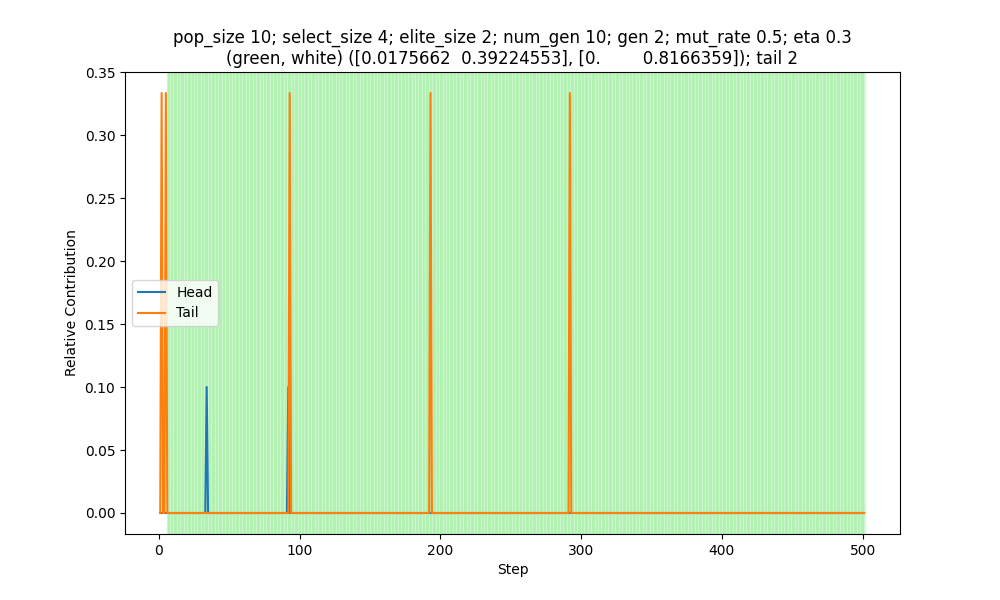 pop_size 10; select_size 4; elite_size 2; num_gen 10; gen 2; mut_rate 0.5; eta 0.3
(green, white) ([0.0175662  0.39224553], [0.         0.8166359]); tail 2
0.35
0.30
0.25
0.20
0.15
0.10
0.05
0.00
Relative Contribution
Head
Tail
0
100
200
300
400
500
Step